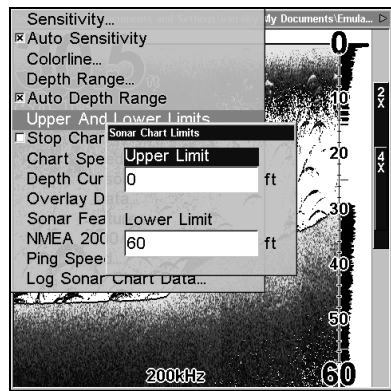 Sensitivity...
My Documents\Emula...
Auto Sensitivity
Colorline...
Depth Range...
Auto Depth Range
Upper And Lower Limits
Stop Char
Chart Spe
Depth Cur
Overlay D
Sonar Fea
NMEA 200
Ping Spee
Log Sonar Chart Data...
Sonar Chart Limits
Upper Limit
0 ft
Lower Limit
60 ft
0
10
20
30
40
50
60
2X
4X
200kHz